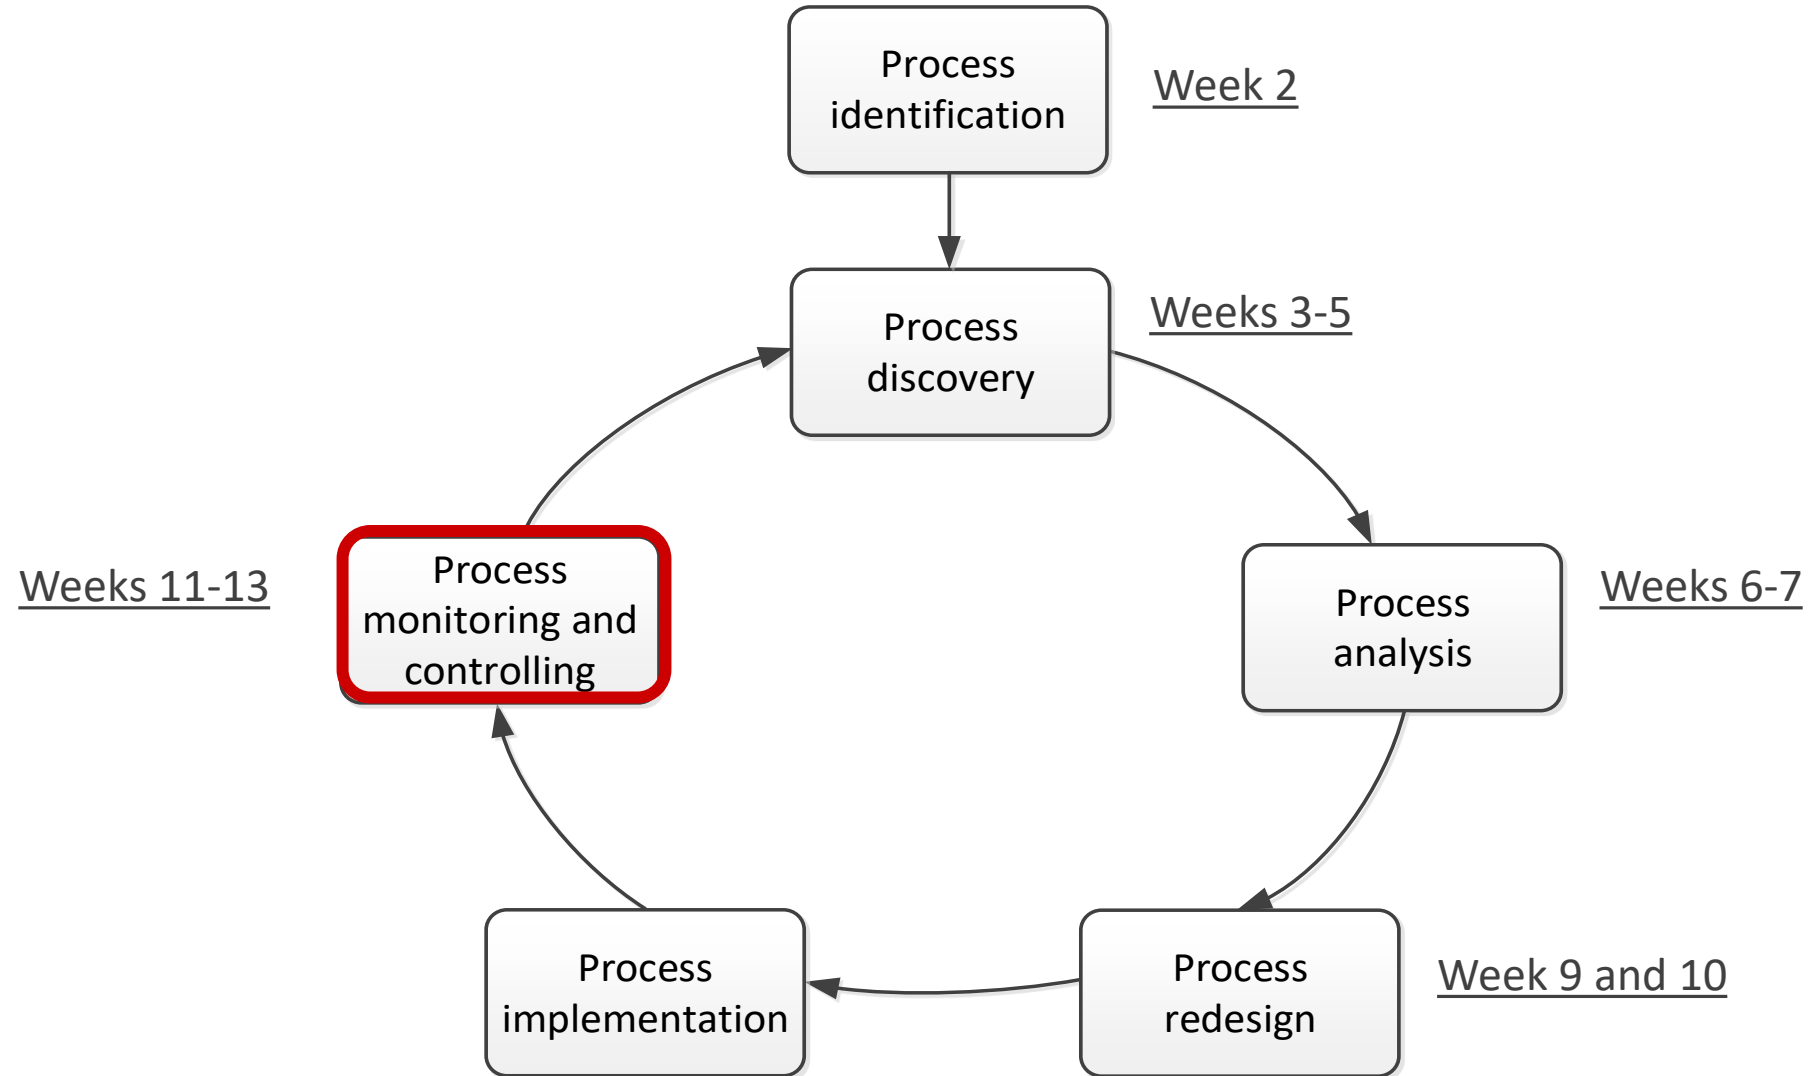 Process
identification
Week 2
Process
discovery
Weeks 3-5
Process
monitoring and
controlling
Weeks 11-13
Process
analysis
Weeks 6-7
Process
implementation
Process
redesign
Week 9 and 10